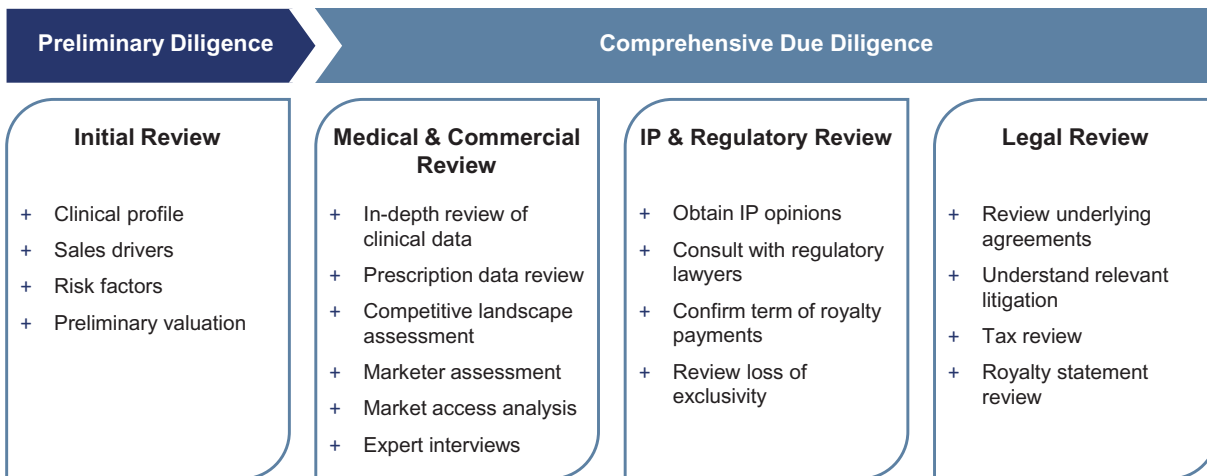 Preliminary Diligence
Comprehensive Due Diligence
Initial Review
+ Clinical profile
+ Sales drivers
+ Risk factors
+ Preliminary valuation
Medical & Commercial
Review
+ In-depth review of
clinical data
+ Prescription data review
+ Competitive landscape
assessment
+ Marketer assessment
+ Market access analysis
+ Expert interviews
IP & Regulatory Review
+ Obtain IP opinions
+ Consult with regulatory
lawyers
+ Confirm term of royalty
payments
+ Review loss of
exclusivity
Legal Review
+ Review underlying
agreements
+ Understand relevant
litigation
+ Tax review
+ Royalty statement
review